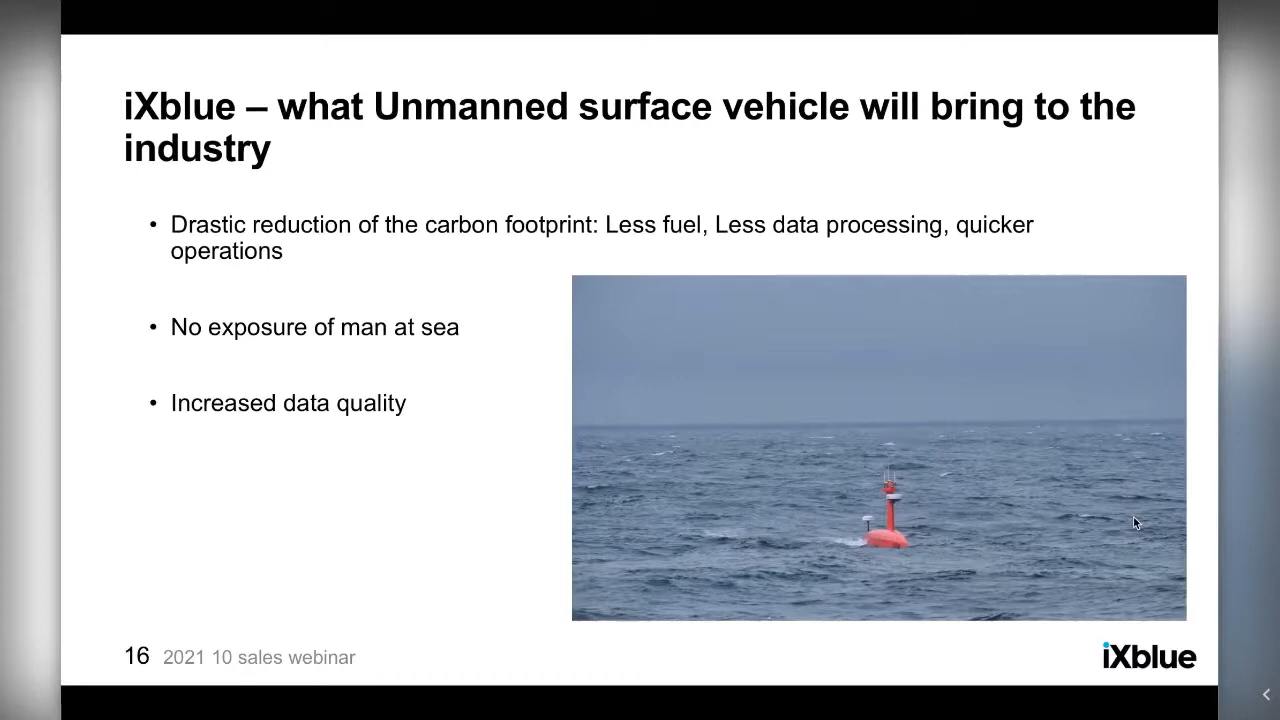 iXblue – what Unmanned surface vehicle will bring to the
industry
• Drastic reduction of the carbon footprint: Less fuel, Less data processing, quicker
operations
• No exposure of man at sea
• Increased data quality
16 2021 10 sales webinar
iXblue